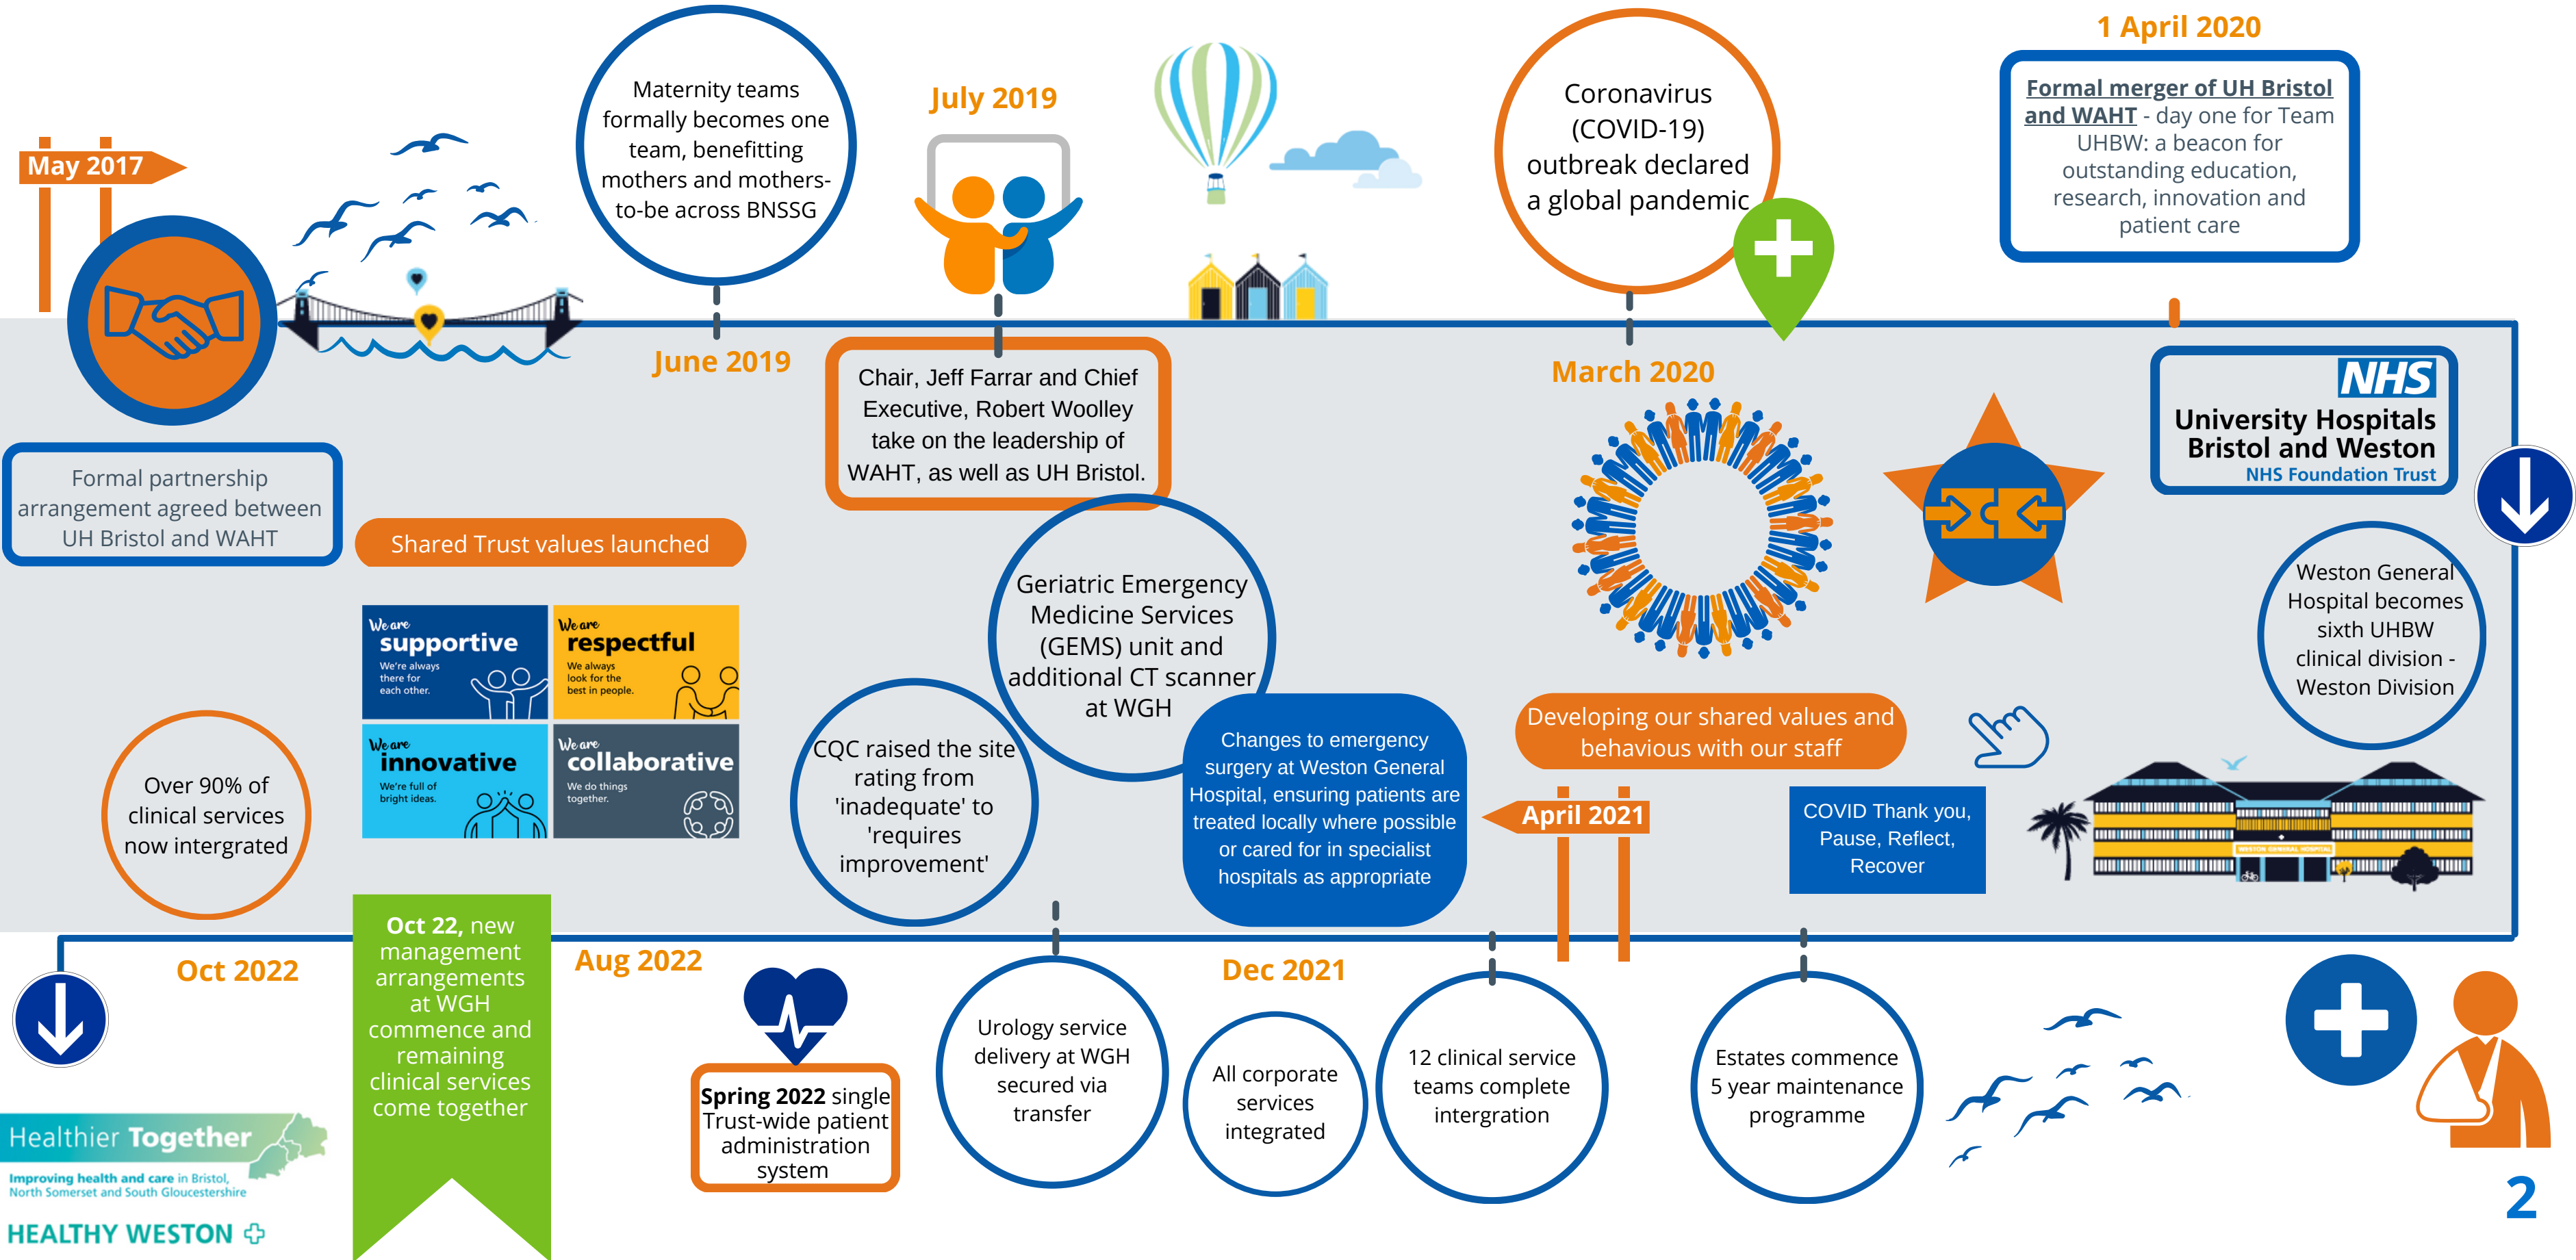 May 2017
Formal partnership
arrangement agreed between
UH Bristol and WAHT
Maternity teams
formally becomes one
team, benefitting
mothers and mothers-
to-be across BNSSG
June 2019
July 2019
Chair, Jeff Farrar and Chief
Executive, Robert Woolley
take on the leadership of
WAHT, as well as UH Bristol.
Coronavirus
(COVID-19)
outbreak declared
a global pandemic
March 2020
1 April 2020
Formal merger of UH Bristol
and WAHT - day one for Team
UHBW: a beacon for
outstanding education,
research, innovation and
patient care
NHS
University Hospitals
Bristol and Weston
NHS Foundation Trust
Weston General
Hospital becomes
sixth UHBW
clinical division -
Weston Division
WESTON GENERAL HOSPITAL
COVID Thank you,
Pause, Reflect,
Recover
Developing our shared values and
behavious with our staff
April 2021
Estates commence
5 year maintenance
programme
12 clinical service
teams complete
intergration
Changes to emergency
surgery at Weston General
Hospital, ensuring patients are
treated locally where possible
or cared for in specialist
hospitals as appropriate
Dec 2021
All corporate
services
integrated
Geriatric Emergency
Medicine Services
(GEMS) unit and
additional CT scanner
at WGH
Urology service
delivery at WGH
secured via
transfer
CQC raised the site
rating from
'inadequate' to
'requires
improvement'
Spring 2022 single
Trust-wide patient
administration
system
Aug 2022
Shared Trust values launched
We are
supportive
We're always
there for
each other.
We are
respectful
We always
look for the
best in people.
We are
innovative
We're full of
bright ideas.
We are
collaborative
We do things
together.
Oct 22, new
management
arrangements
at WGH
commence and
remaining
clinical services
come together
Over 90% of
clinical services
now intergrated
Oct 2022
Healthier Together
Improving health and care in Bristol,
North Somerset and South Gloucestershire
HEALTHY WESTON
2